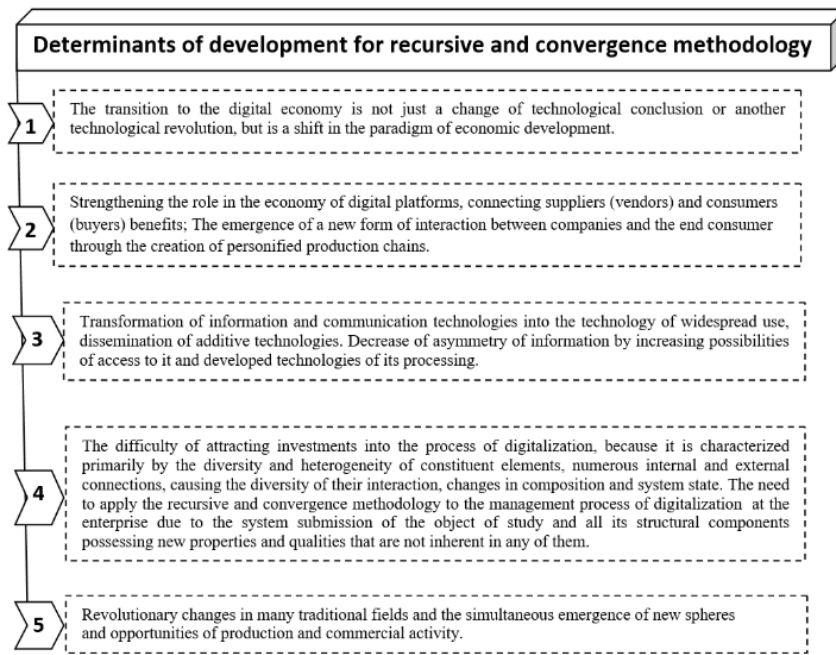 Determinants of development for recursive and convergence methodology
1
The transition to the digital economy is not just a change of technological conclusion or another
technological revolution, but is a shift in the paradigm of economic development.
2
Strengthening the role in the economy of digital platforms, connecting suppliers (vendors) and consumers
(buyers) benefits; The emergence of a new form of interaction between companies and the end consumer
through the creation of personified production chains.
3
Transformation of information and communication technologies into the technology of widespread use,
dissemination of additive technologies. Decrease of asymmetry of information by increasing possibilities
of access to it and developed technologies of its processing.
4
The difficulty of attracting investments into the process of digitalization, because it is characterized
primarily by the diversity and heterogeneity of constituent elements, numerous internal and external
connections, causing the diversity of their interaction, changes in composition and system state. The need
to apply the recursive and convergence methodology to the management process of digitalization at the
enterprise due to the system submission of the object of study and all its structural components
possessing new properties and qualities that are not inherent in any of them.
5
Revolutionary changes in many traditional fields and the simultaneous emergence of new spheres
and opportunities of production and commercial activity.